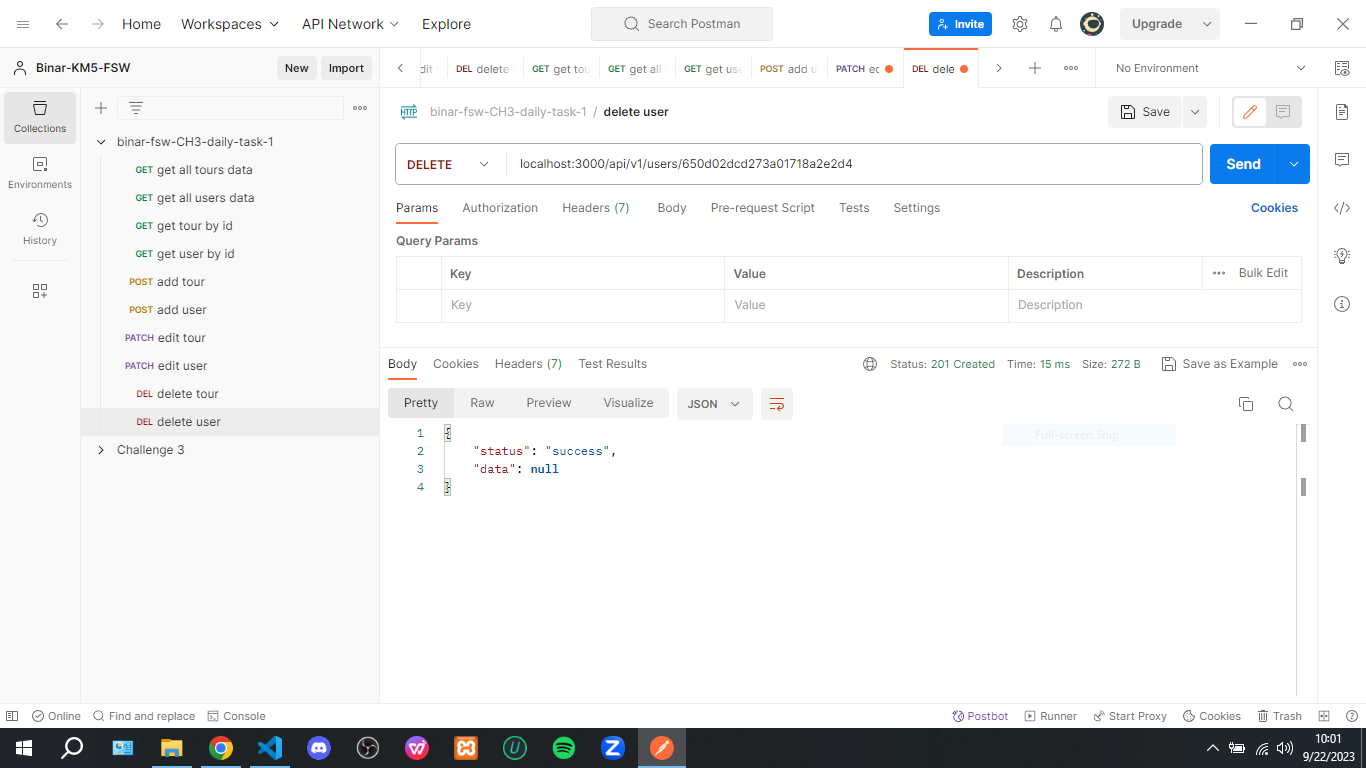 Home Workspaces API Network Explore Search Postman Invite Upgrade
Binar-KM5-FSW New Import
DEL delete GET get tou GET get all GET get use POST add u PATCH ed DEL dele No Environment
Collections
Environments
History
binar-fsw-CH3-daily-task-1
GET get all tours data
GET get all users data
GET get tour by id
GET get user by id
POST add tour
POST add user
PATCH edit tour
PATCH edit user
DEL delete tour
DEL delete user
Challenge 3
HTTP binar-fsw-CH3-daily-task-1 / delete user Save
DELETE localhost:3000/api/v1/users/650d02dcd273a01718a2e2d4 Send
Params Authorization Headers (7) Body Pre-request Script Tests Settings Cookies
Query Params
Key Value Description Bulk Edit
Key Value Description
Body Cookies Headers (7) Test Results Status: 201 Created Time: 15 ms Size: 272 B Save as Example
Pretty Raw Preview Visualize JSON
1 {
2 "status": "success",
3 "data": null
4 }
Full-screen Snip
Online Find and replace Console Postbot Runner Start Proxy Cookies Trash
10:01
9/22/2023